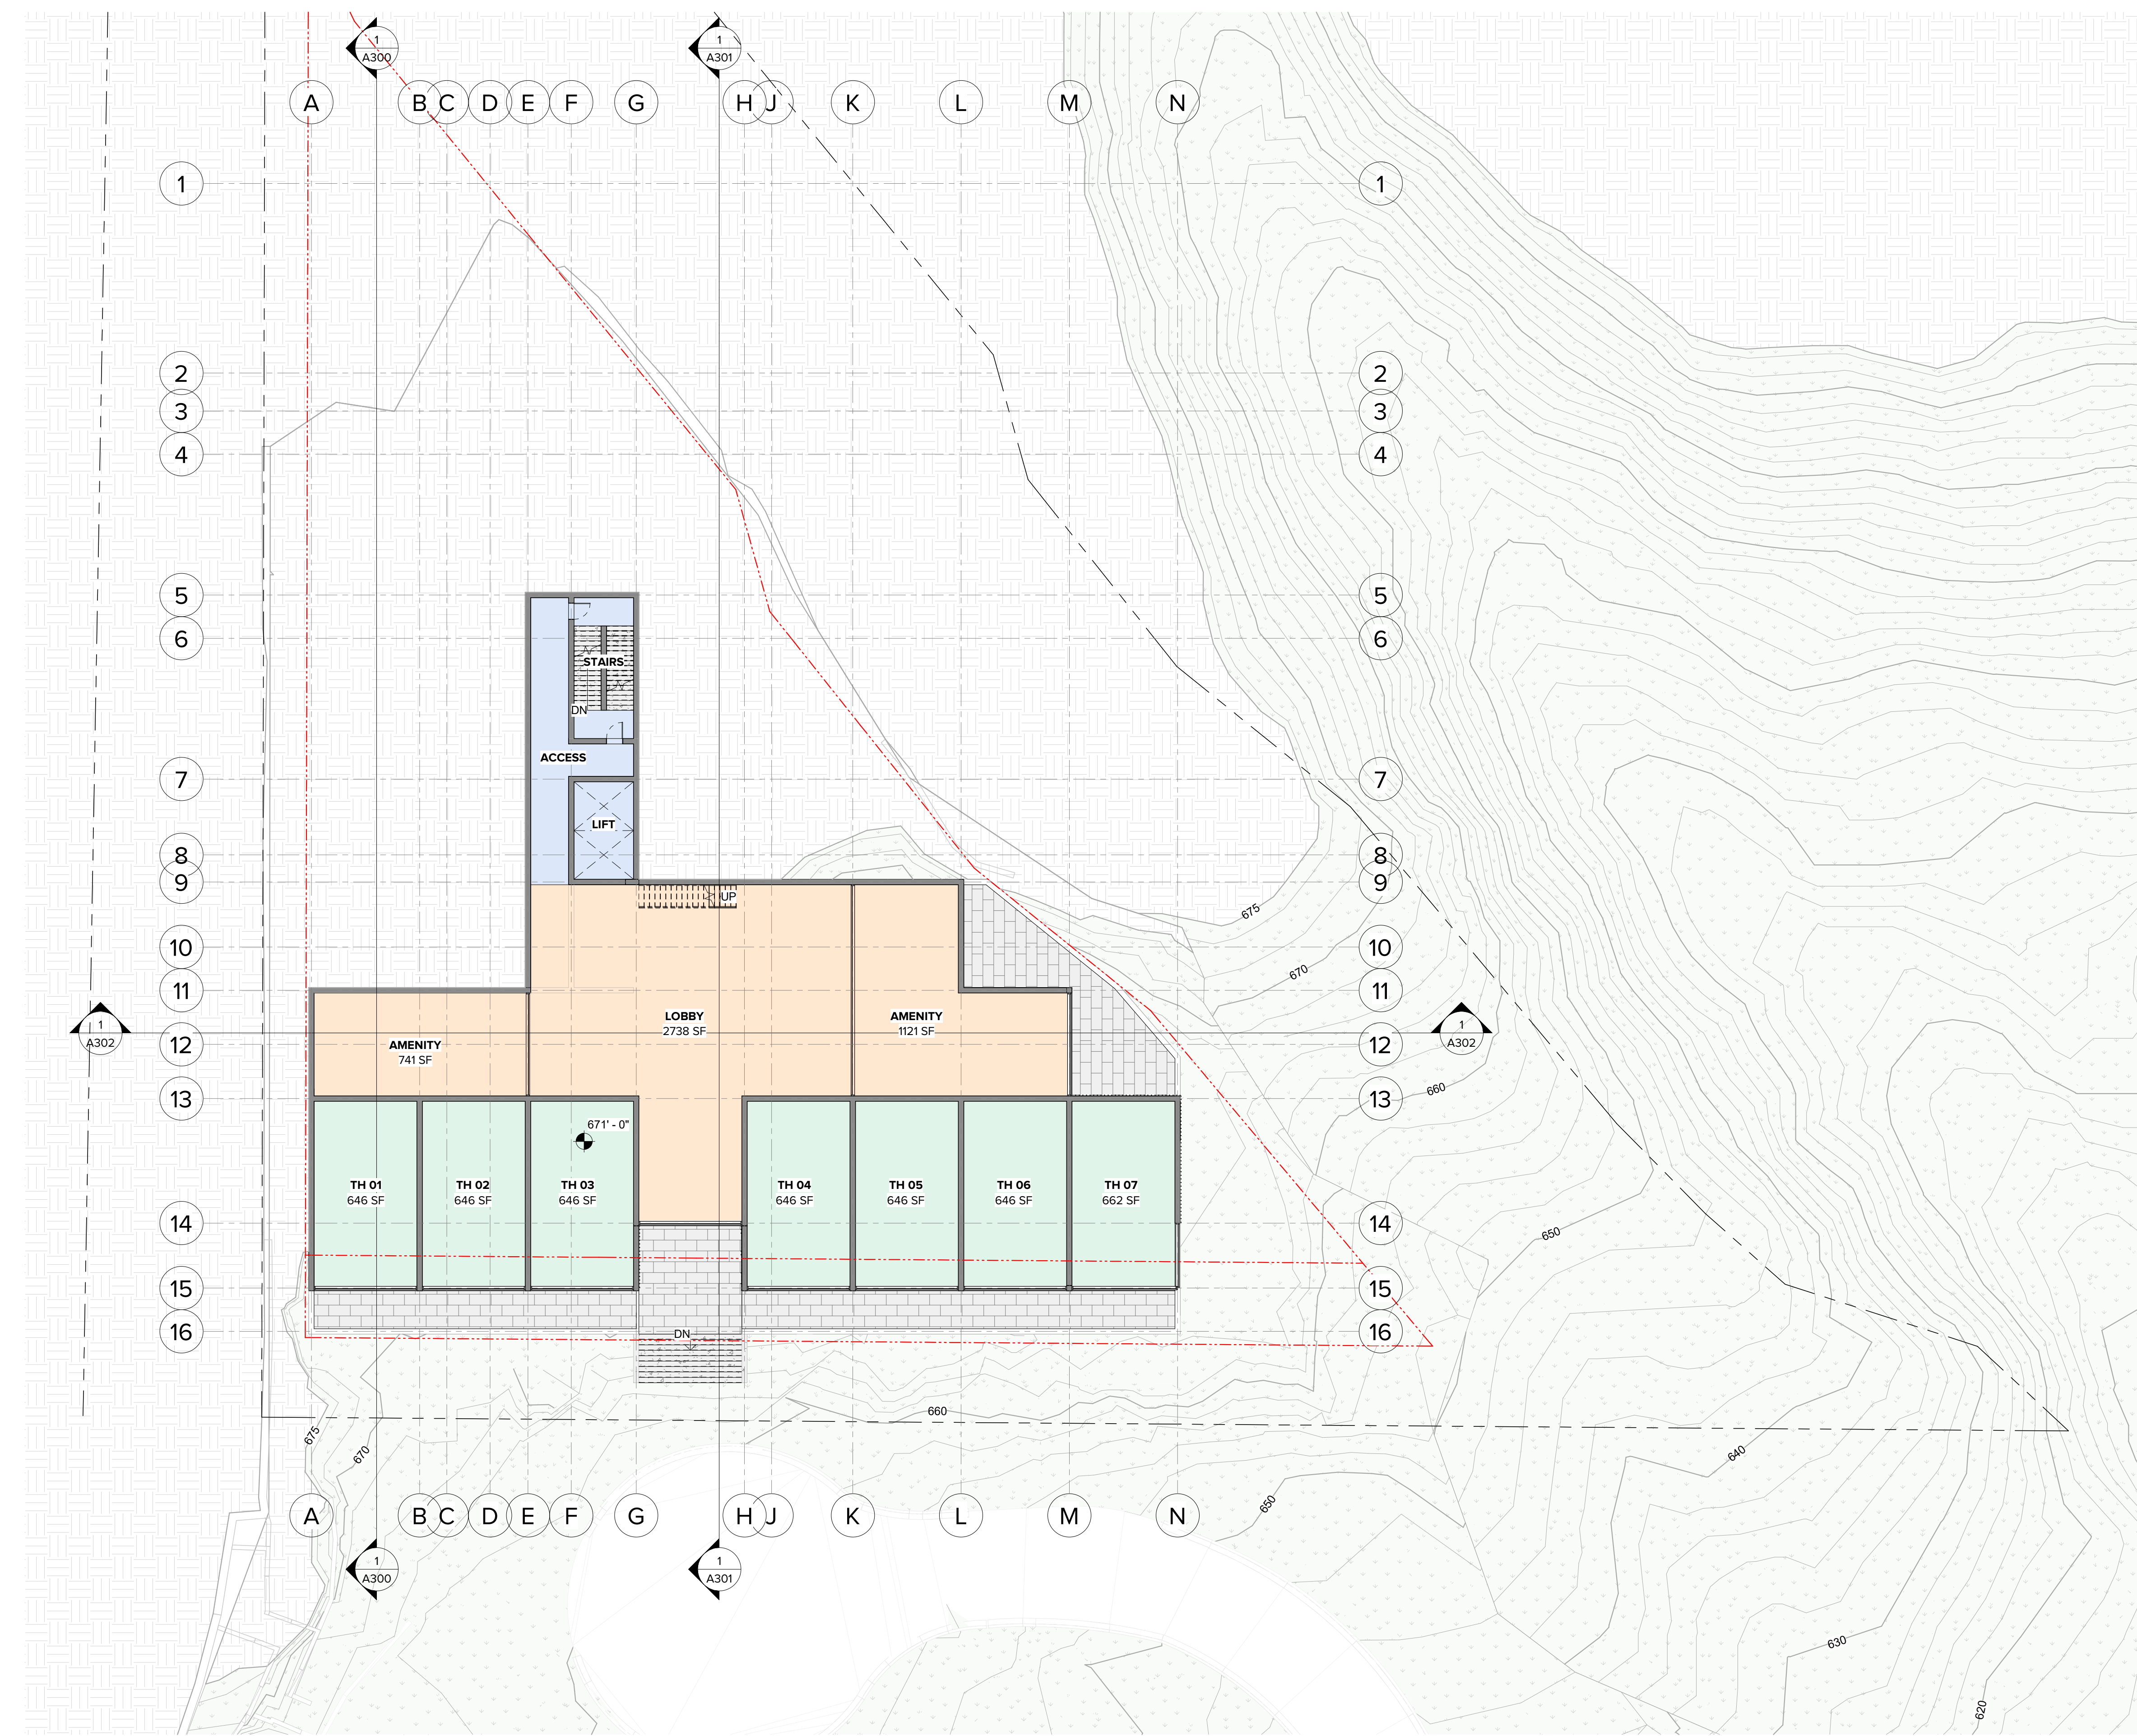 1
A300
1
A301
A
B
C
D
E
F
G
H
J
K
L
M
N
1
1
2
2
3
3
4
4
5
5
6
6
STAIRS
DN
ACCESS
7
7
LIFT
8
8
9
9
UP
675
10
10
670
11
11
LOBBY
2738 SF
AMENITY
1121 SF
1
A302
1
A302
AMENITY
741 SF
12
12
660
13
13
671' - 0"
TH 01
646 SF
TH 02
646 SF
TH 03
646 SF
TH 04
646 SF
TH 05
646 SF
TH 06
646 SF
TH 07
662 SF
14
14
650
15
15
16
16
DN
660
675
670
640
650
A
B
C
D
E
F
G
H
J
K
L
M
N
1
A300
1
A301
630
620